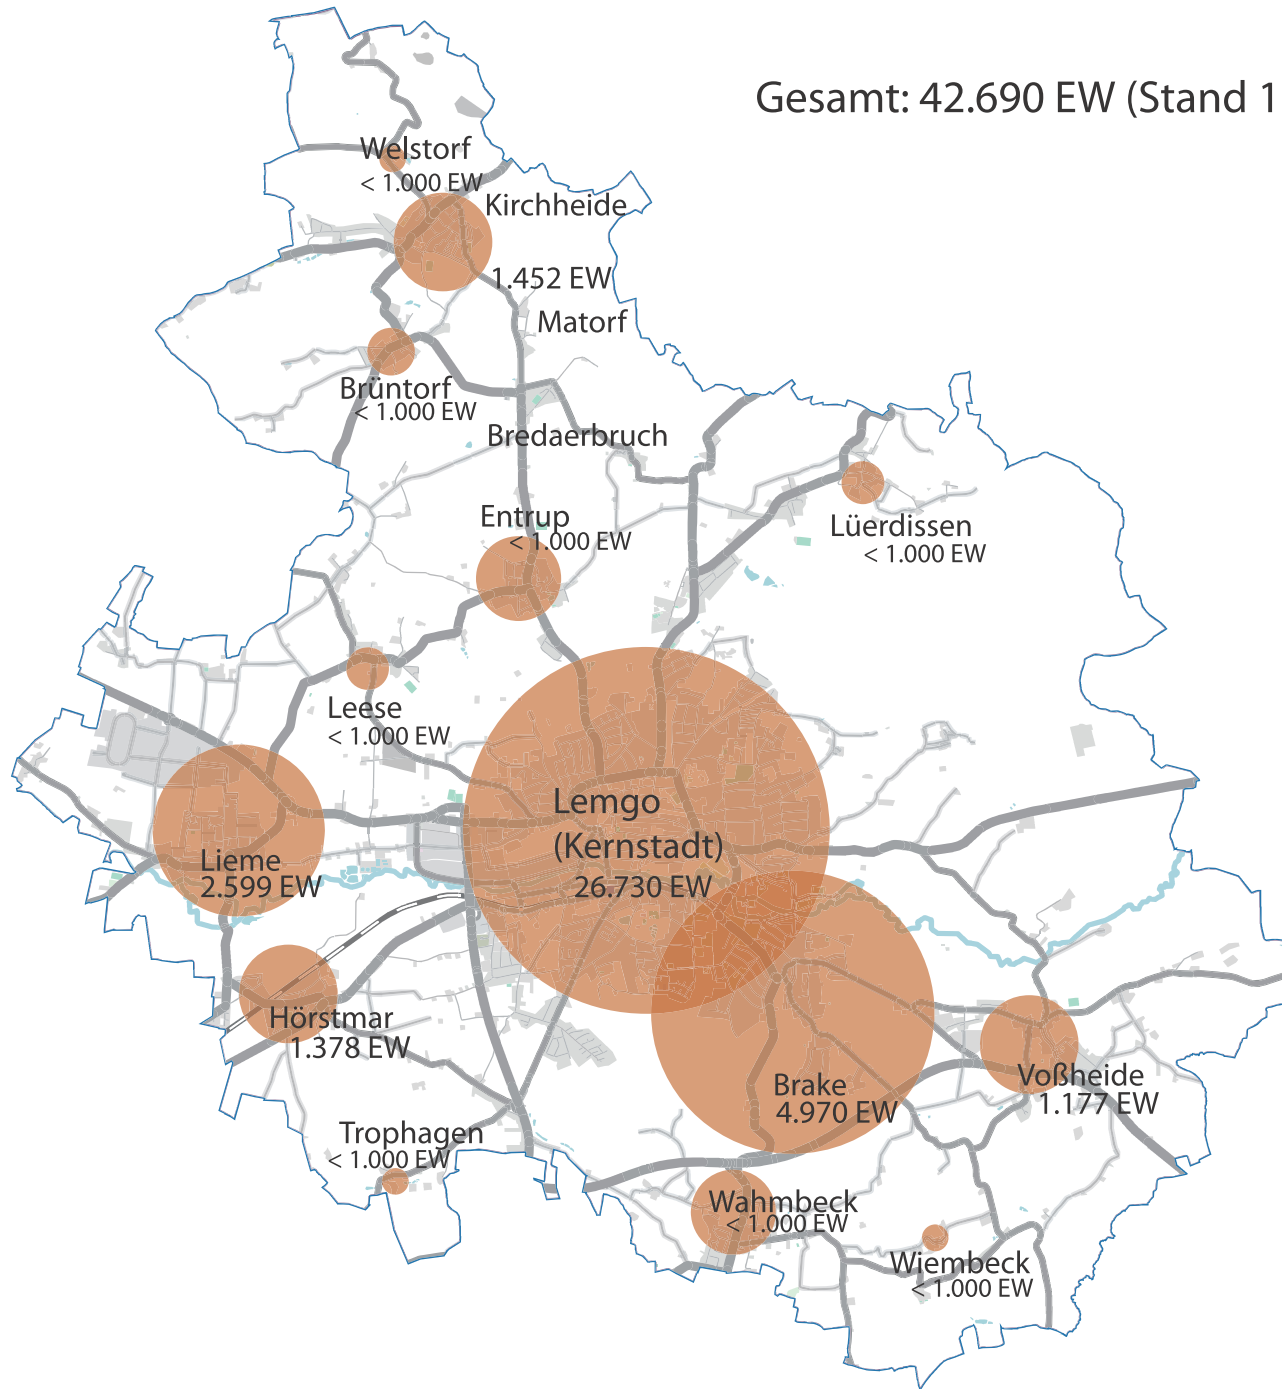 Gesamt: 42.690 EW (Stand 1
Welstorf
< 1.000 EW
Kirchheide
1.452 EW
Matorf
Brüntorf
< 1.000 EW
Bredaerbruch
Entrup
< 1.000 EW
Lüerdissen
< 1.000 EW
Leese
< 1.000 EW
Lemgo
(Kernstadt)
26.730 EW
Lieme
2.599 EW
Hörstmar
1.378 EW
Brake
4.970 EW
Voßheide
1.177 EW
Trophagen
< 1.000 EW
Wahmbeck
< 1.000 EW
Wiembeck
< 1.000 EW